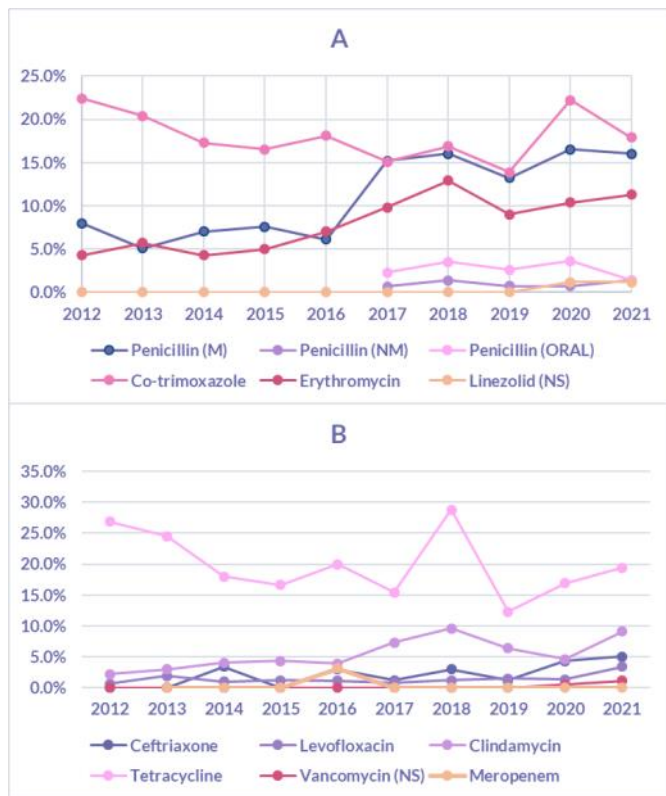 A
25.0%
20.0%
15.0%
10.0%
5.0%
0.0%
2012 2013 2014 2015 2016 2017 2018 2019 2020 2021
Penicillin (M) Penicillin (NM) Penicillin (ORAL)
Co-trimoxazole Erythromycin Linezolid (NS)
B
35.0%
30.0%
25.0%
20.0%
15.0%
10.0%
5.0%
0.0%
2012 2013 2014 2015 2016 2017 2018 2019 2020 2021
Ceftriaxone Levofloxacin Clindamycin
Tetracycline Vancomycin (NS) Meropenem